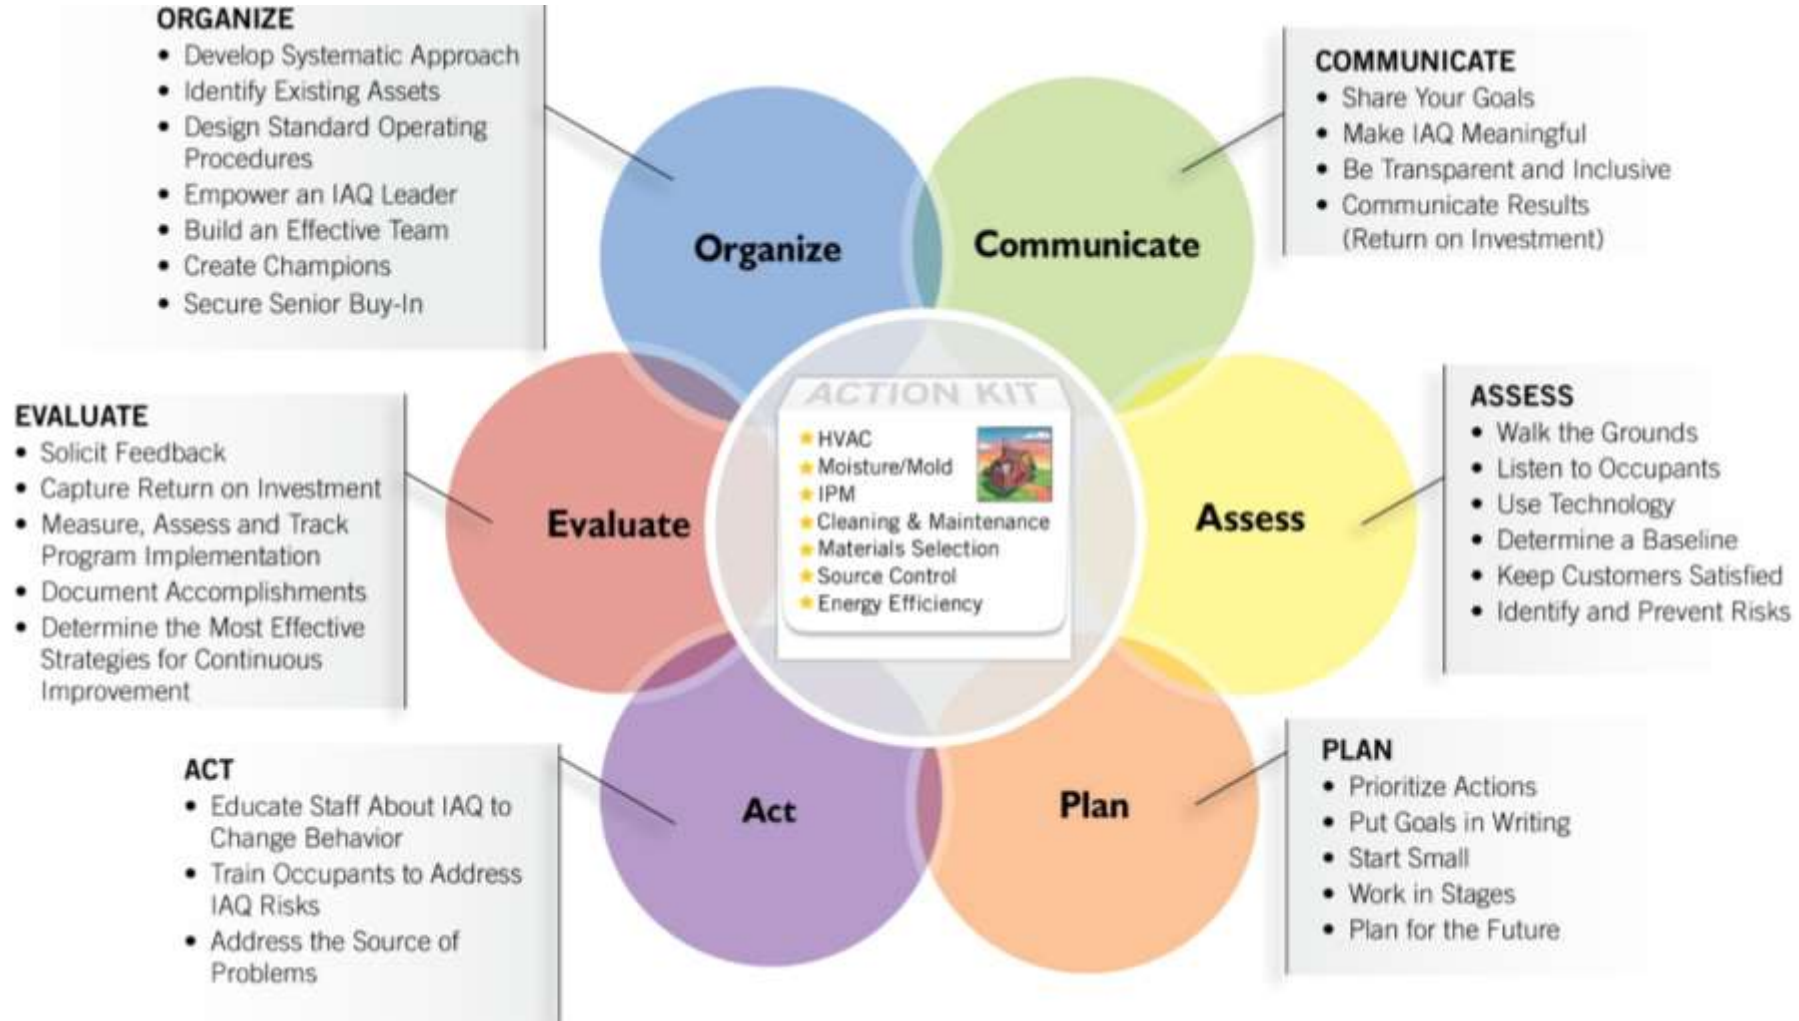 ORGANIZE
• Develop Systematic Approach
• Identify Existing Assets
• Design Standard Operating
Procedures
• Empower an IAQ Leader
• Build an Effective Team
• Create Champions
• Secure Senior Buy-In
COMMUNICATE
• Share Your Goals
• Make IAQ Meaningful
• Be Transparent and Inclusive
• Communicate Results
(Return on Investment)
Organize
Communicate
EVALUATE
• Solicit Feedback
• Capture Return on Investment
• Measure, Assess and Track
Program Implementation
• Document Accomplishments
• Determine the Most Effective
Strategies for Continuous
Improvement
Evaluate
ACTION KIT
HVAC
Moisture/Mold
IPM
Cleaning & Maintenance
Materials Selection
Source Control
Energy Efficiency
Assess
ASSESS
• Walk the Grounds
• Listen to Occupants
• Use Technology
• Determine a Baseline
• Keep Customers Satisfied
• Identify and Prevent Risks
ACT
• Educate Staff About IAQ to
Change Behavior
• Train Occupants to Address
IAQ Risks
• Address the Source of
Problems
Act
Plan
PLAN
• Prioritize Actions
• Put Goals in Writing
• Start Small
• Work in Stages
• Plan for the Future